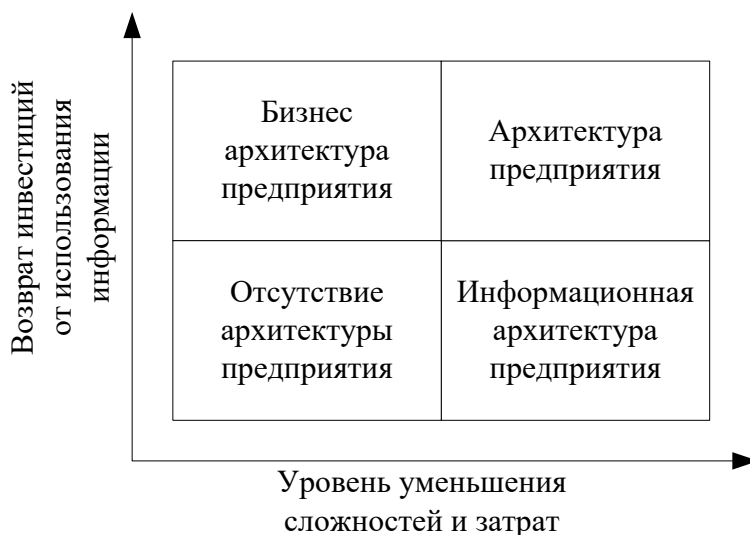 Возврат инвестиций
от использования
информации
Бизнес
архитектура
предприятия
Архитектура
предприятия
Отсутствие
архитектуры
предприятия
Информационная
архитектура
предприятия
Уровень уменьшения
сложностей и затрат